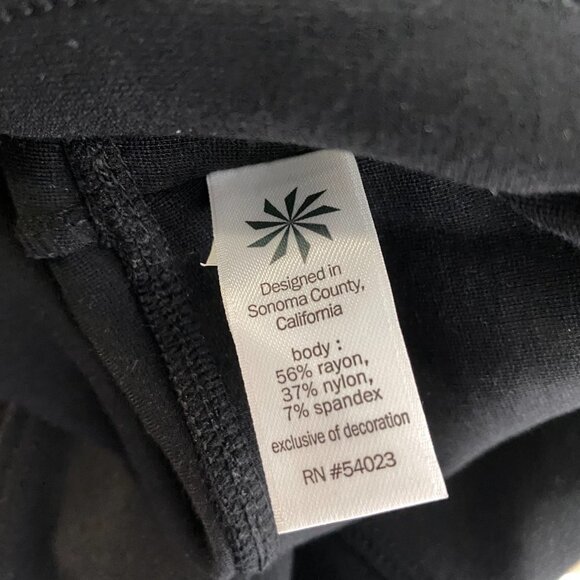 Designed in
Sonoma County,
California
body :
56% rayon,
37% nylon,
7% spandex
exclusive of decoration
RN #54023